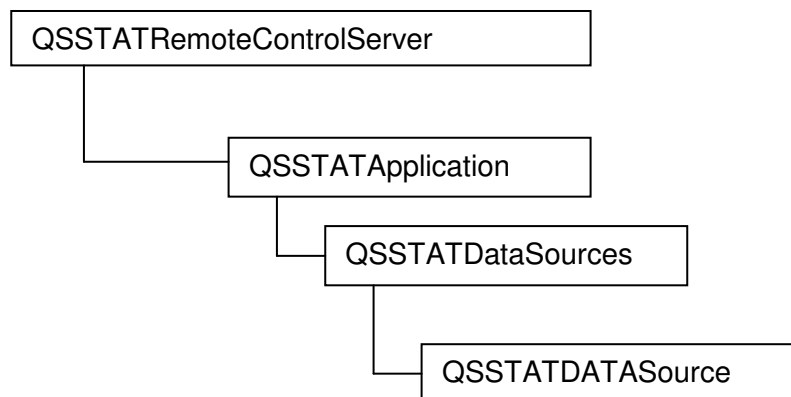 QSSTATRemoteControlServer
QSSTATApplication
QSSTATDataSources
QSSTATDATASource